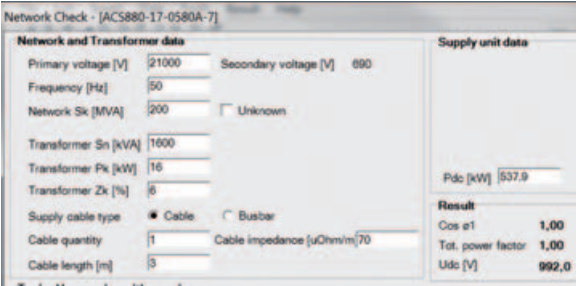 Network Check - [ACS880-17-0580A-7]
Network and Transformer data
Primary voltage [V] 21000 Secondary voltage [V] 690
Frequency [Hz] 50
Network Sk [MVA] 200 Unknown
Transformer Sn [kVA] 1600
Transformer Pk [kW] 16
Transformer Zk [%] 6
Supply cable type Cable Busbar
Cable quantity 1 Cable impedance [uOhm/m] 70
Cable length [m] 3
Supply unit data
Pdc [kW] 537,9
Result
Cos ø1 1,00
Tot. power factor 1,00
Udc [V] 992,0